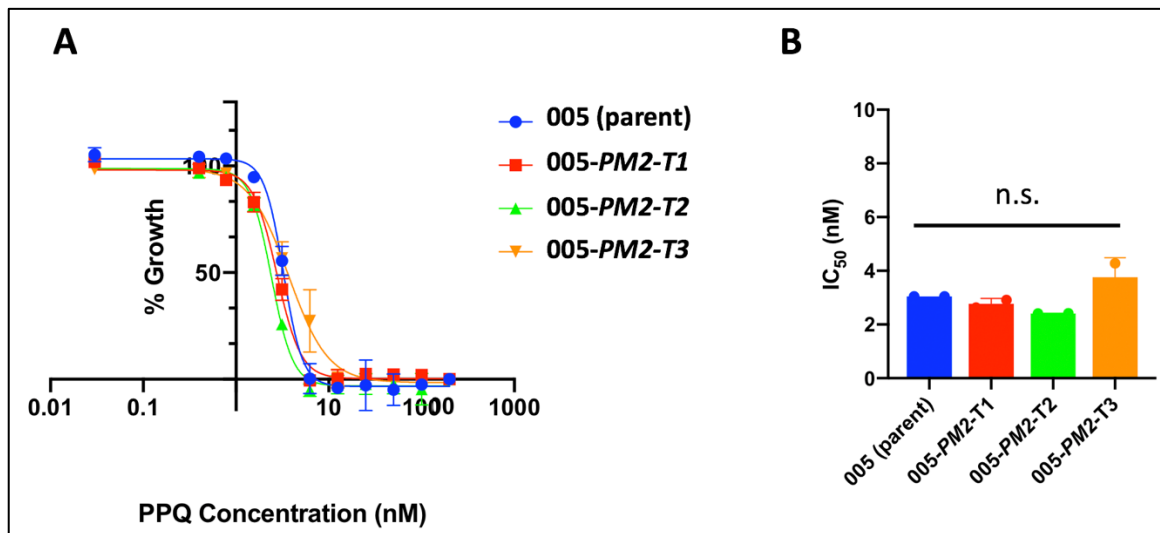 A
B
005 (parent)
005-PM2-T1
005-PM2-T2
005-PM2-T3
100
50
% Growth
0.01
0.1
10
100
1000
PPQ Concentration (nM)
n.s.
10
8
6
4
2
0
IC50 (nM)
005 (parent)
005-PM2-T1
005-PM2-T2
005-PM2-T3